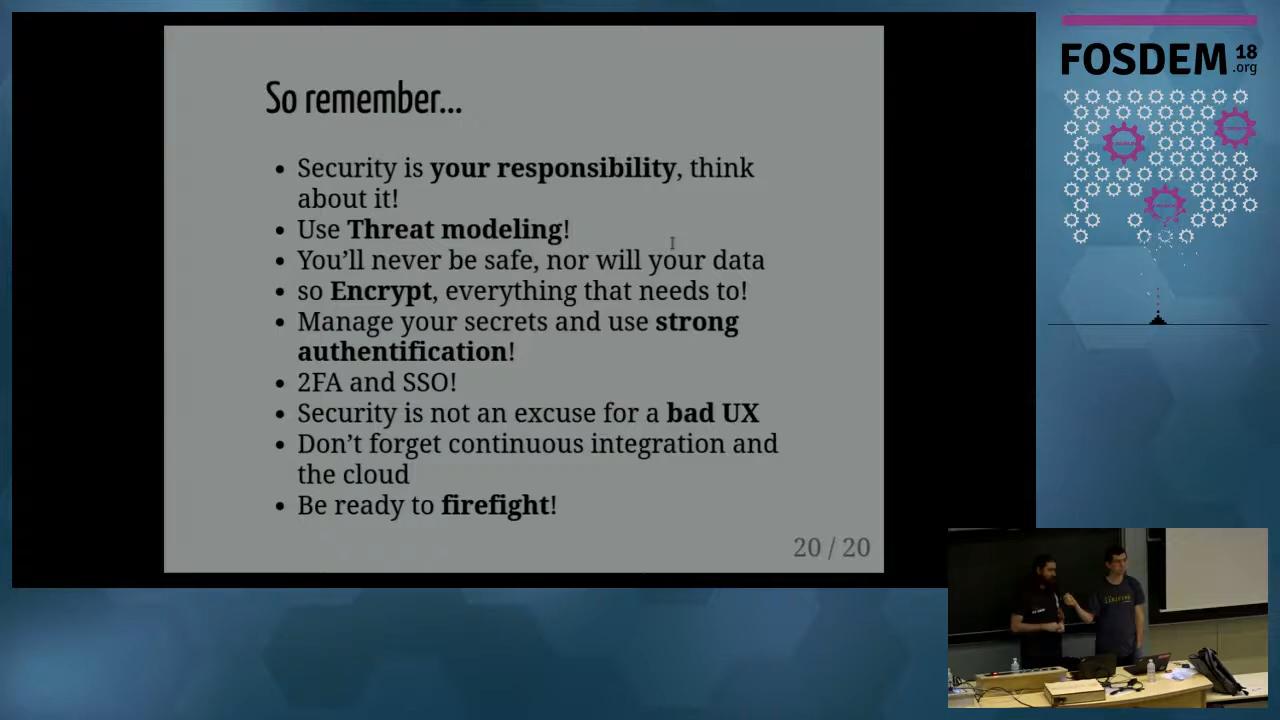 So remember...
• Security is your responsibility, think
about it!
• Use Threat modeling!
• You’ll never be safe, nor will your data
• so Encrypt, everything that needs to!
• Manage your secrets and use strong
authentification!
• 2FA and SSO!
• Security is not an excuse for a bad UX
• Don’t forget continuous integration and
the cloud
• Be ready to firefight!
20 / 20
FOSDEM 18
.org